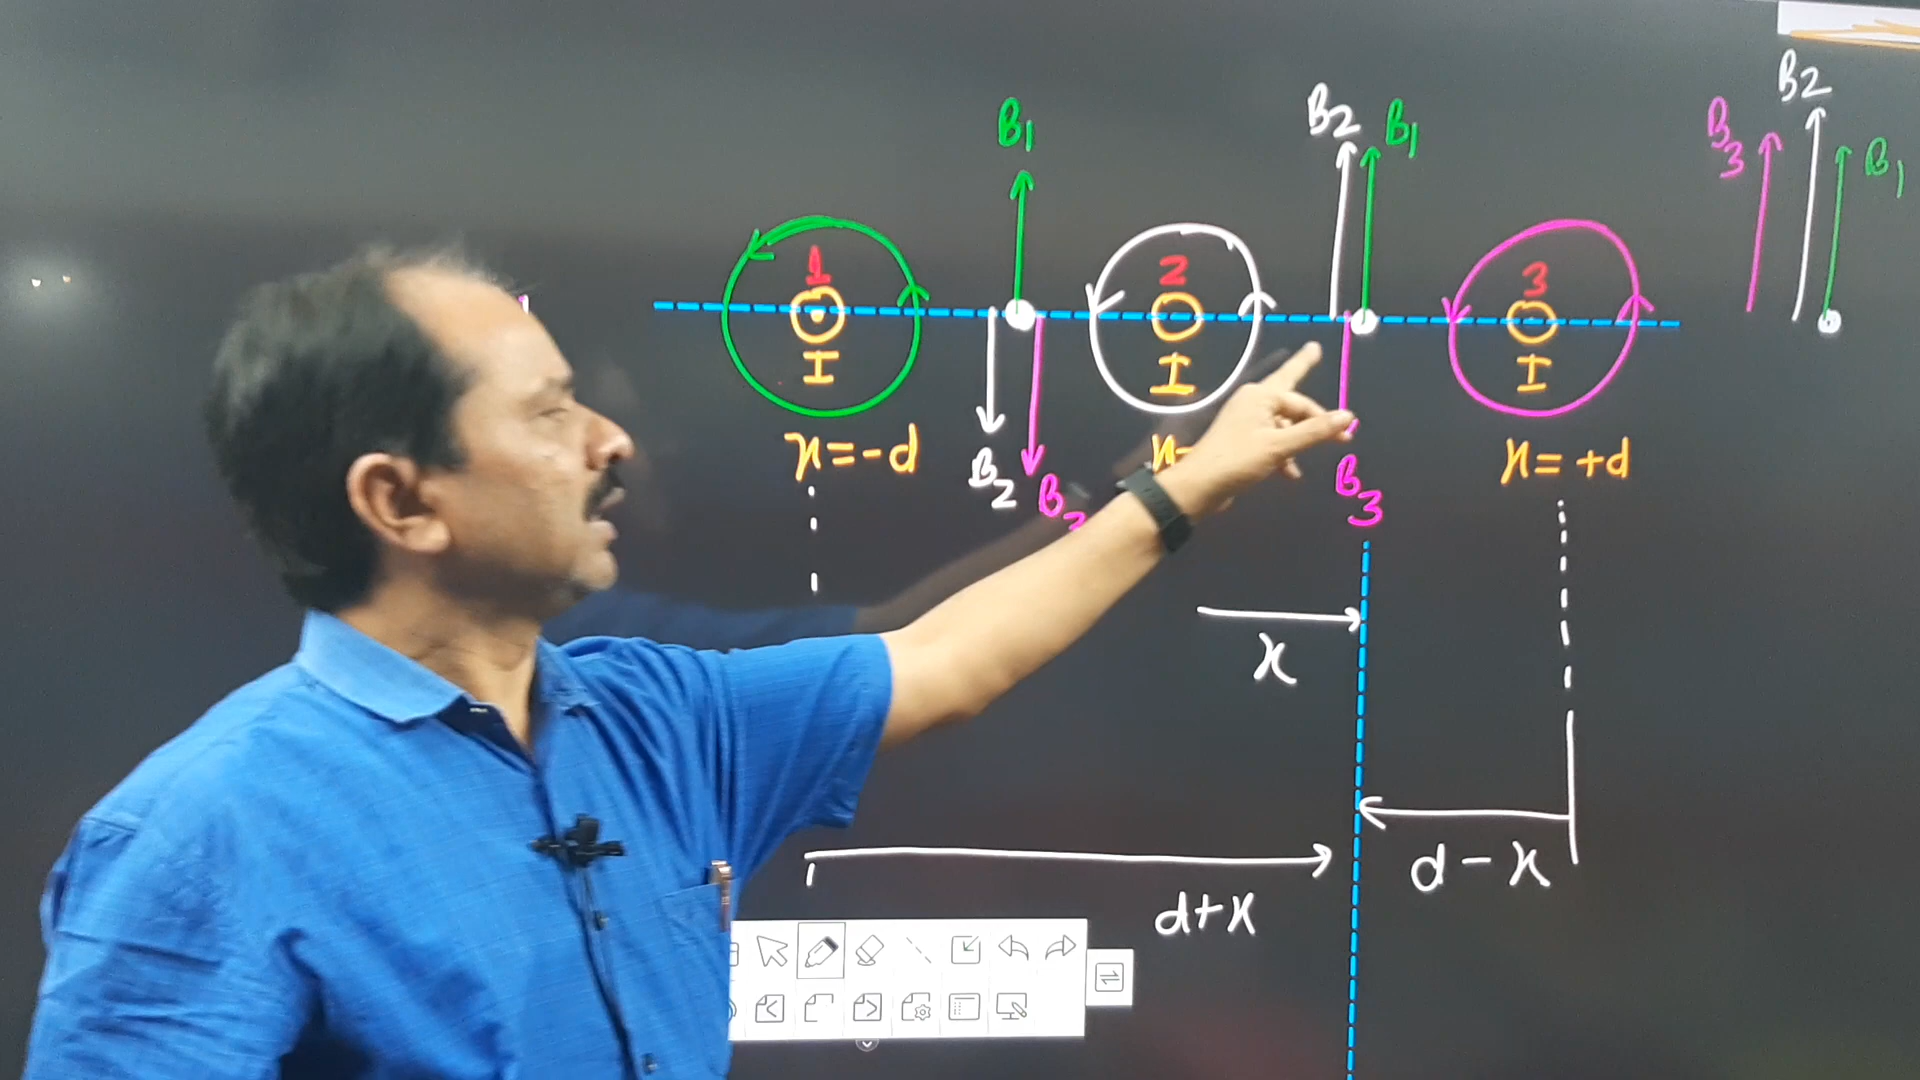 B2
B3
B1
B1
B2
B1
1
2
3
I
I
I
x = -d
x = +d
B2
B3
x
d - x
d + x